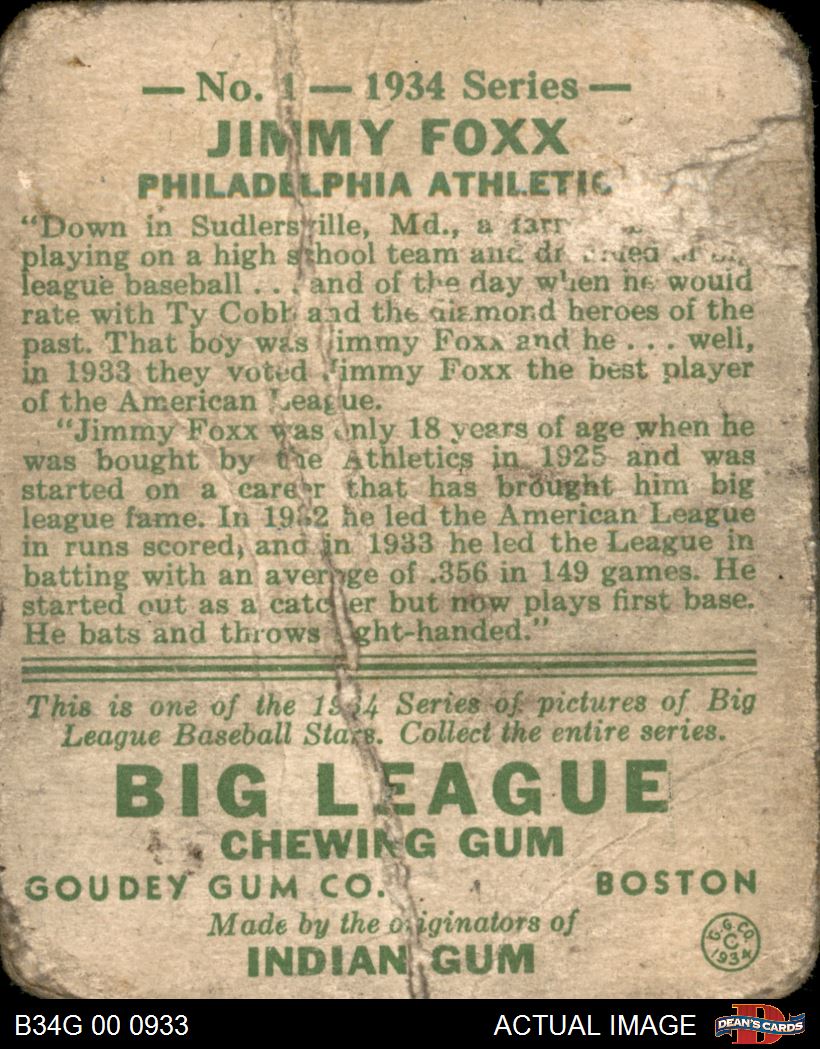 — No. 1 — 1934 Series —
JIMMY FOXX
PHILADELPHIA ATHLETIC
"Down in Sudlersville, Md., a
playing on a high school team and
league baseball . . . and of the day when he would
rate with Ty Cobb and the diamond heroes of the
past. That boy was Jimmy Foxx and he . . . well,
in 1933 they voted Jimmy Foxx the best player
of the American League.
"Jimmy Foxx was only 18 years of age when he
was bought by the Athletics in 1925 and was
started on a career that has brought him big
league fame. In 1932 he led the American League
in runs scored, and in 1933 he led the League in
batting with an average of .356 in 149 games. He
started out as a catcher but now plays first base.
He bats and throws right-handed."
This is one of the 1934 Series of pictures of Big
League Baseball Stars. Collect the entire series.
BIG LEAGUE
CHEWING GUM
GOUDEY GUM CO. BOSTON
Made by the originators of
INDIAN GUM
G.G.CO.
C
1934
B34G 00 0933 ACTUAL IMAGE DEAN'S CARDS